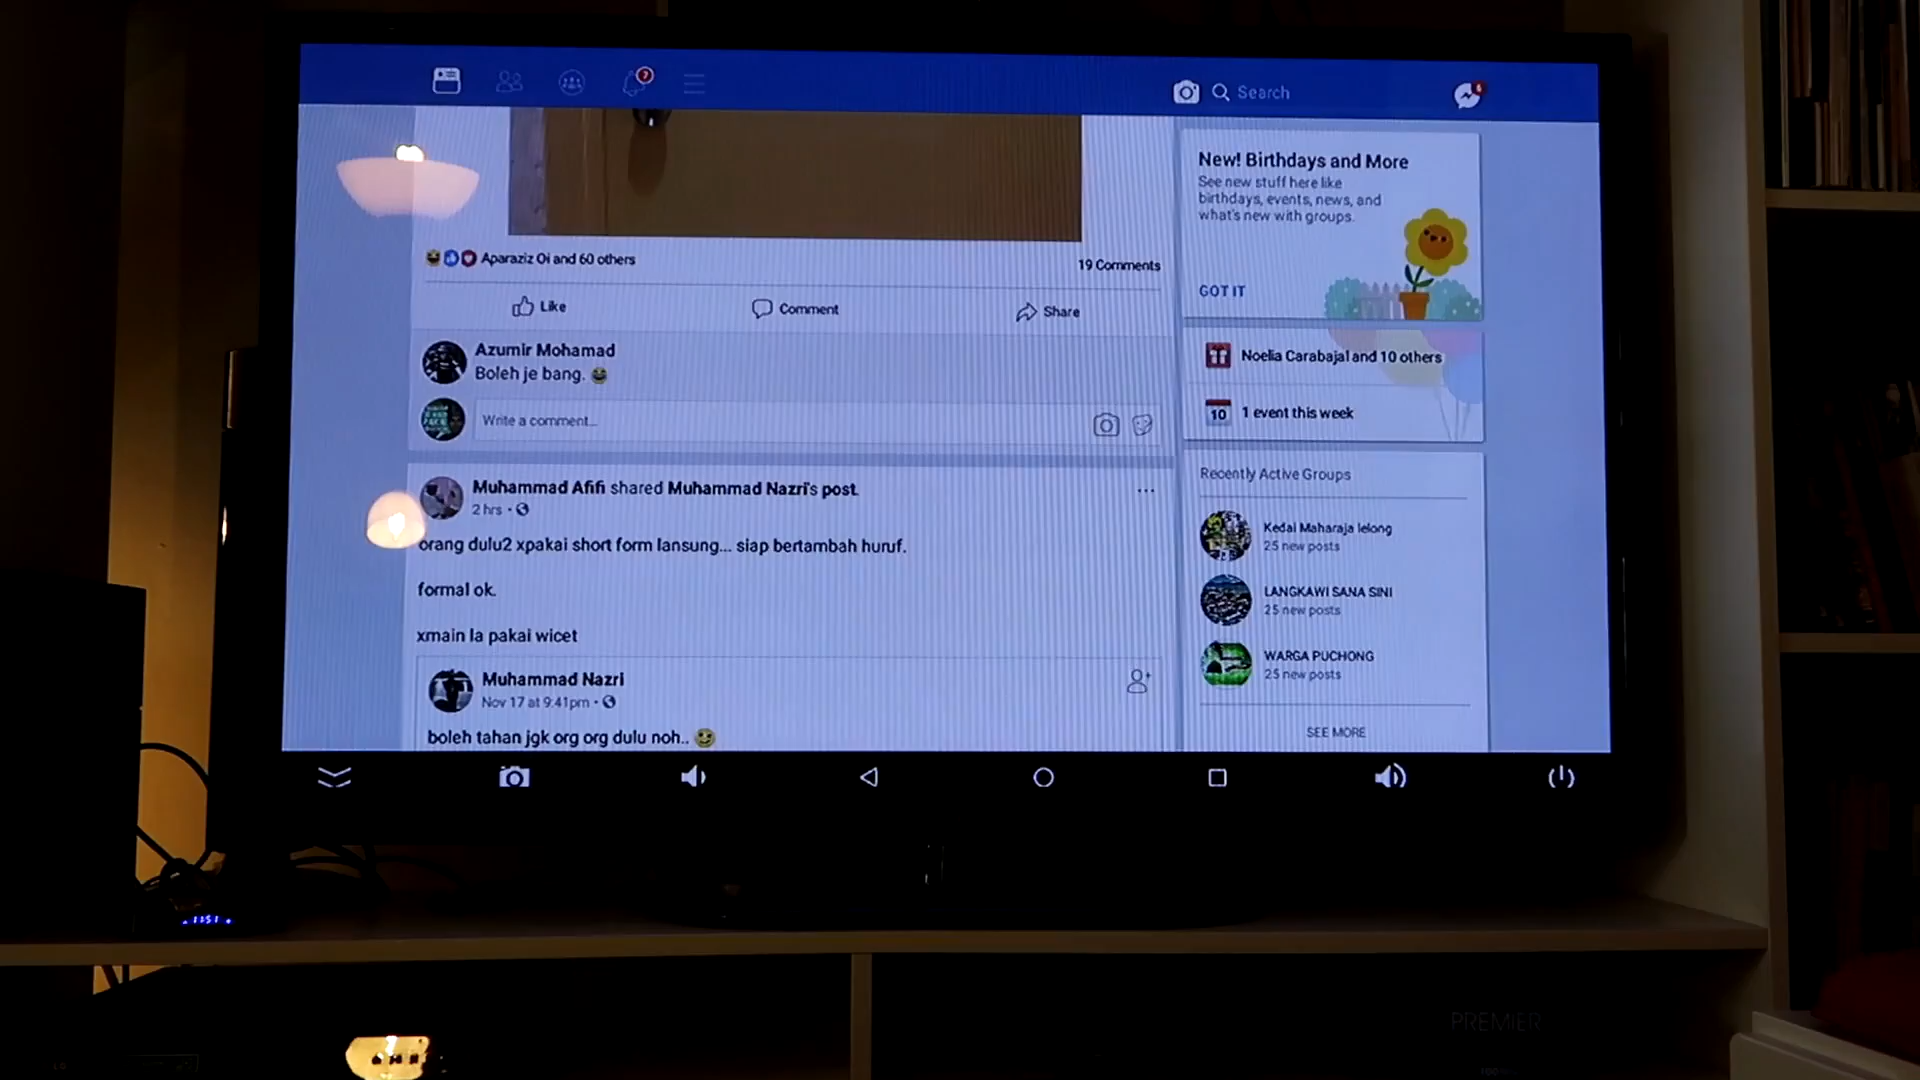 7
Search
6
New! Birthdays and More
See new stuff here like
birthdays, events, news, and
what's new with groups.
GOT IT
Aparaziz Oi and 60 others
19 Comments
Like
Comment
Share
Azumir Mohamad
Boleh je bang.
Write a comment...
Noelia Carabajal and 10 others
10
1 event this week
Muhammad Afifi shared Muhammad Nazri's post.
2 hrs
orang dulu2 xpakai short form lansung... siap bertambah huruf.
formal ok.
xmain la pakai wicet
Muhammad Nazri
Nov 17 at 9:41pm
boleh tahan jgk org org dulu noh..
Recently Active Groups
Kedai Maharaja lelong
25 new posts
LANGKAWI SANA SINI
25 new posts
WARGA PUCHONG
25 new posts
SEE MORE
PREMIER